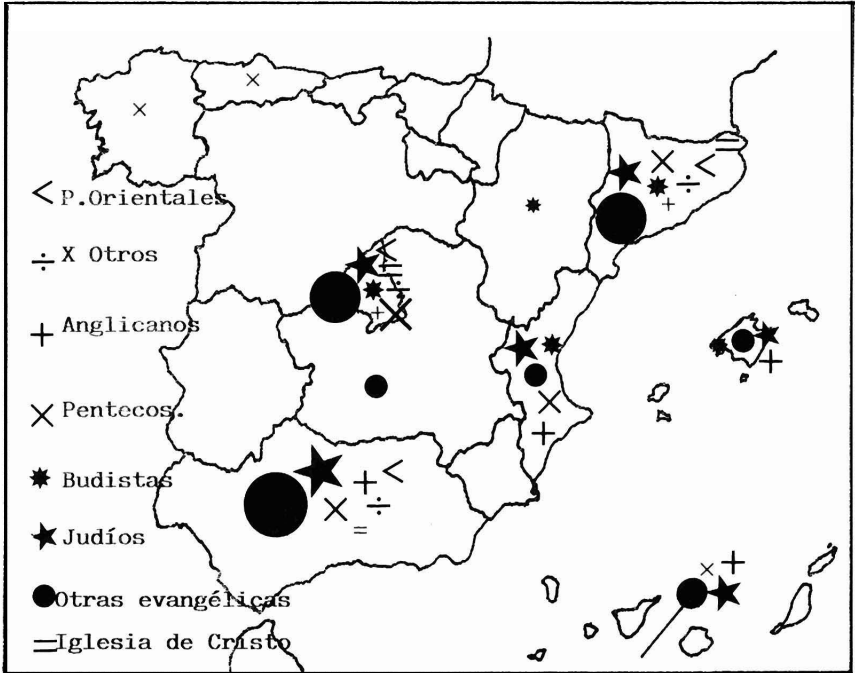 P.Orientales
X Otros
Anglicanos
Pentecos.
Budistas
Judíos
Otras evangélicas
Iglesia de Cristo